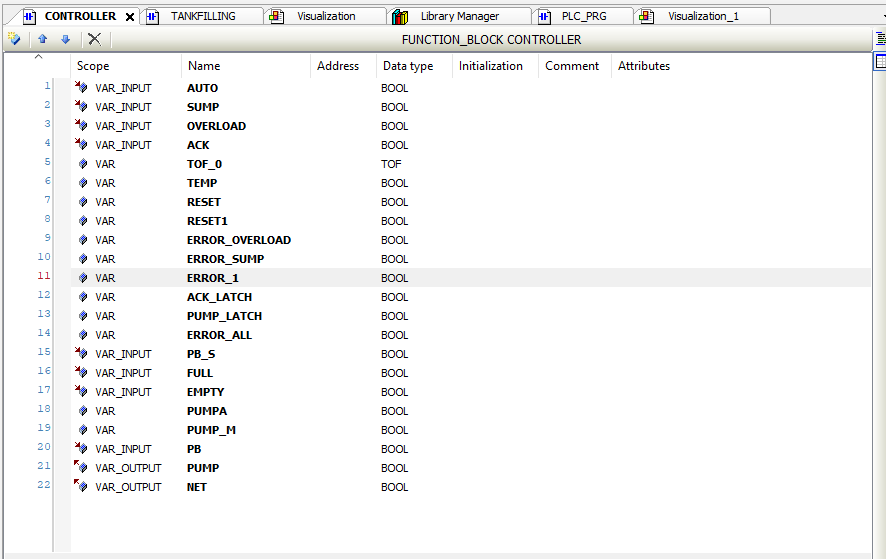 CONTROLLER TANKFILLING Visualization Library Manager PLC_PRG Visualization_1
FUNCTION_BLOCK CONTROLLER
Scope Name Address Data type Initialization Comment Attributes
1 VAR_INPUT AUTO BOOL
2 VAR_INPUT SUMP BOOL
3 VAR_INPUT OVERLOAD BOOL
4 VAR_INPUT ACK BOOL
5 VAR TOF_0 TOF
6 VAR TEMP BOOL
7 VAR RESET BOOL
8 VAR RESET1 BOOL
9 VAR ERROR_OVERLOAD BOOL
10 VAR ERROR_SUMP BOOL
11 VAR ERROR_1 BOOL
12 VAR ACK_LATCH BOOL
13 VAR PUMP_LATCH BOOL
14 VAR ERROR_ALL BOOL
15 VAR_INPUT PB_S BOOL
16 VAR_INPUT FULL BOOL
17 VAR_INPUT EMPTY BOOL
18 VAR PUMPA BOOL
19 VAR PUMP_M BOOL
20 VAR_INPUT PB BOOL
21 VAR_OUTPUT PUMP BOOL
22 VAR_OUTPUT NET BOOL